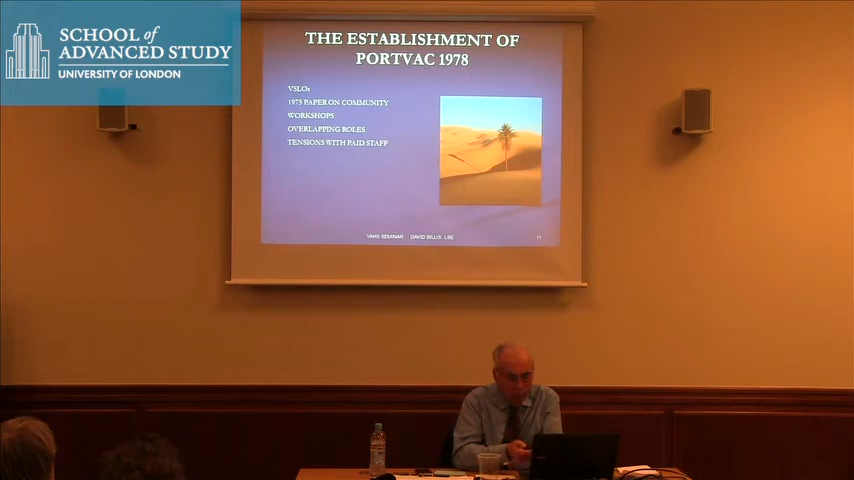 SCHOOL of
ADVANCED STUDY
UNIVERSITY OF LONDON
THE ESTABLISHMENT OF
PORTVAC 1978
VSLOs
1975 PAPER ON COMMUNITY
WORKSHOPS
OVERLAPPING ROLES
TENSIONS WITH PAID STAFF
VAHS SEMINAR DAVID BILLIS LSE
11